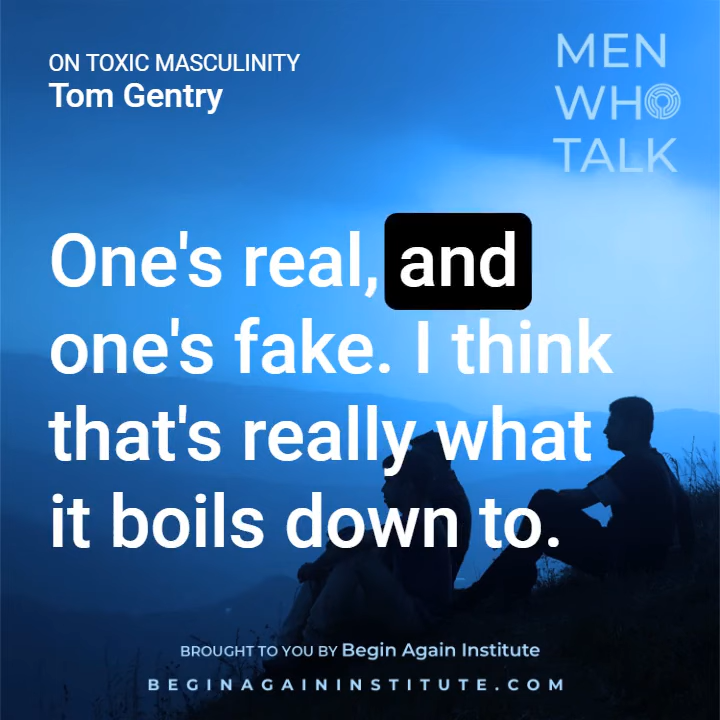 ON TOXIC MASCULINITY
Tom Gentry
MEN
WHO
TALK
One's real, and
one's fake. I think
that's really what
it boils down to.
BROUGHT TO YOU BY Begin Again Institute
BEGINAGAININSTITUTE.COM